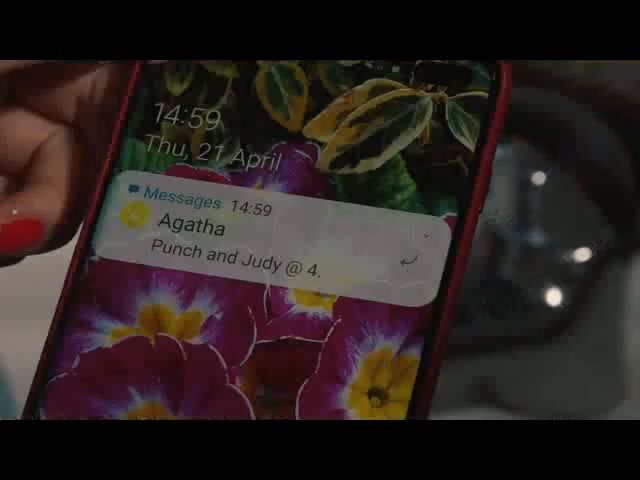 14:59
Thu, 21 April
Messages 14:59
Agatha
Punch and Judy @ 4.